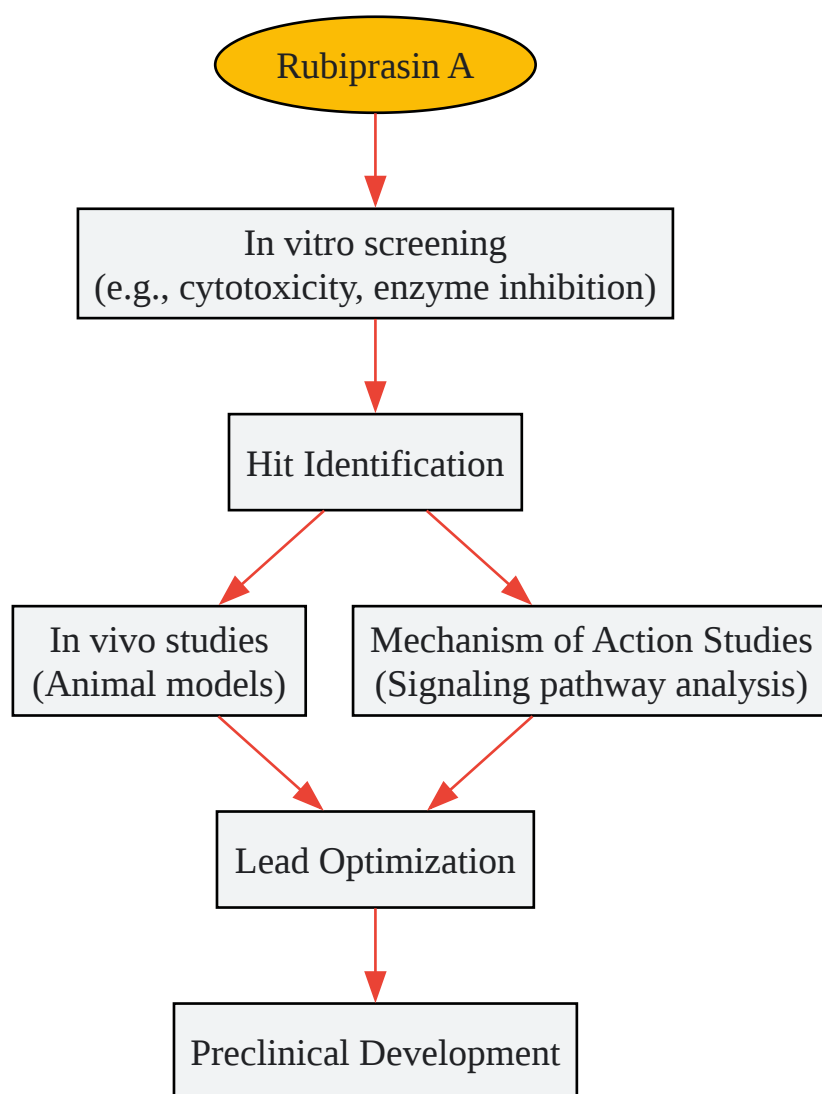 Rubiprasin A
In vitro screening
(e.g., cytotoxicity, enzyme inhibition)
Hit Identification
In vivo studies
(Animal models)
Mechanism of Action Studies
(Signaling pathway analysis)
Lead Optimization
Preclinical Development